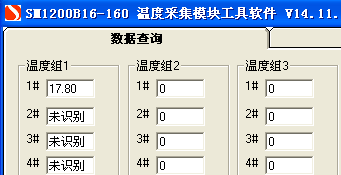 SM1200B16-160 温度采集模块工具软件 V14.11.
数据查询
温度组1 温度组2 温度组3
1# 17.80 1# 0 1# 0
2# 未识别 2# 0 2# 0
3# 未识别 3# 0 3# 0
4# 未识别 4# 0 4# 0